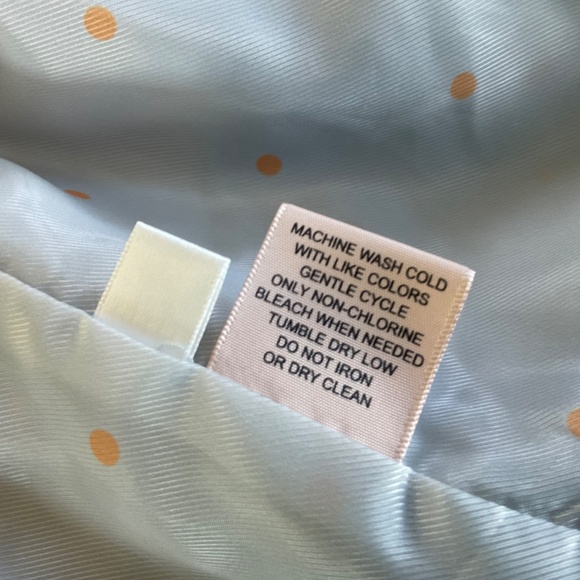 MACHINE WASH COLD
WITH LIKE COLORS
GENTLE CYCLE
ONLY NON-CHLORINE
BLEACH WHEN NEEDED
TUMBLE DRY LOW
DO NOT IRON
OR DRY CLEAN